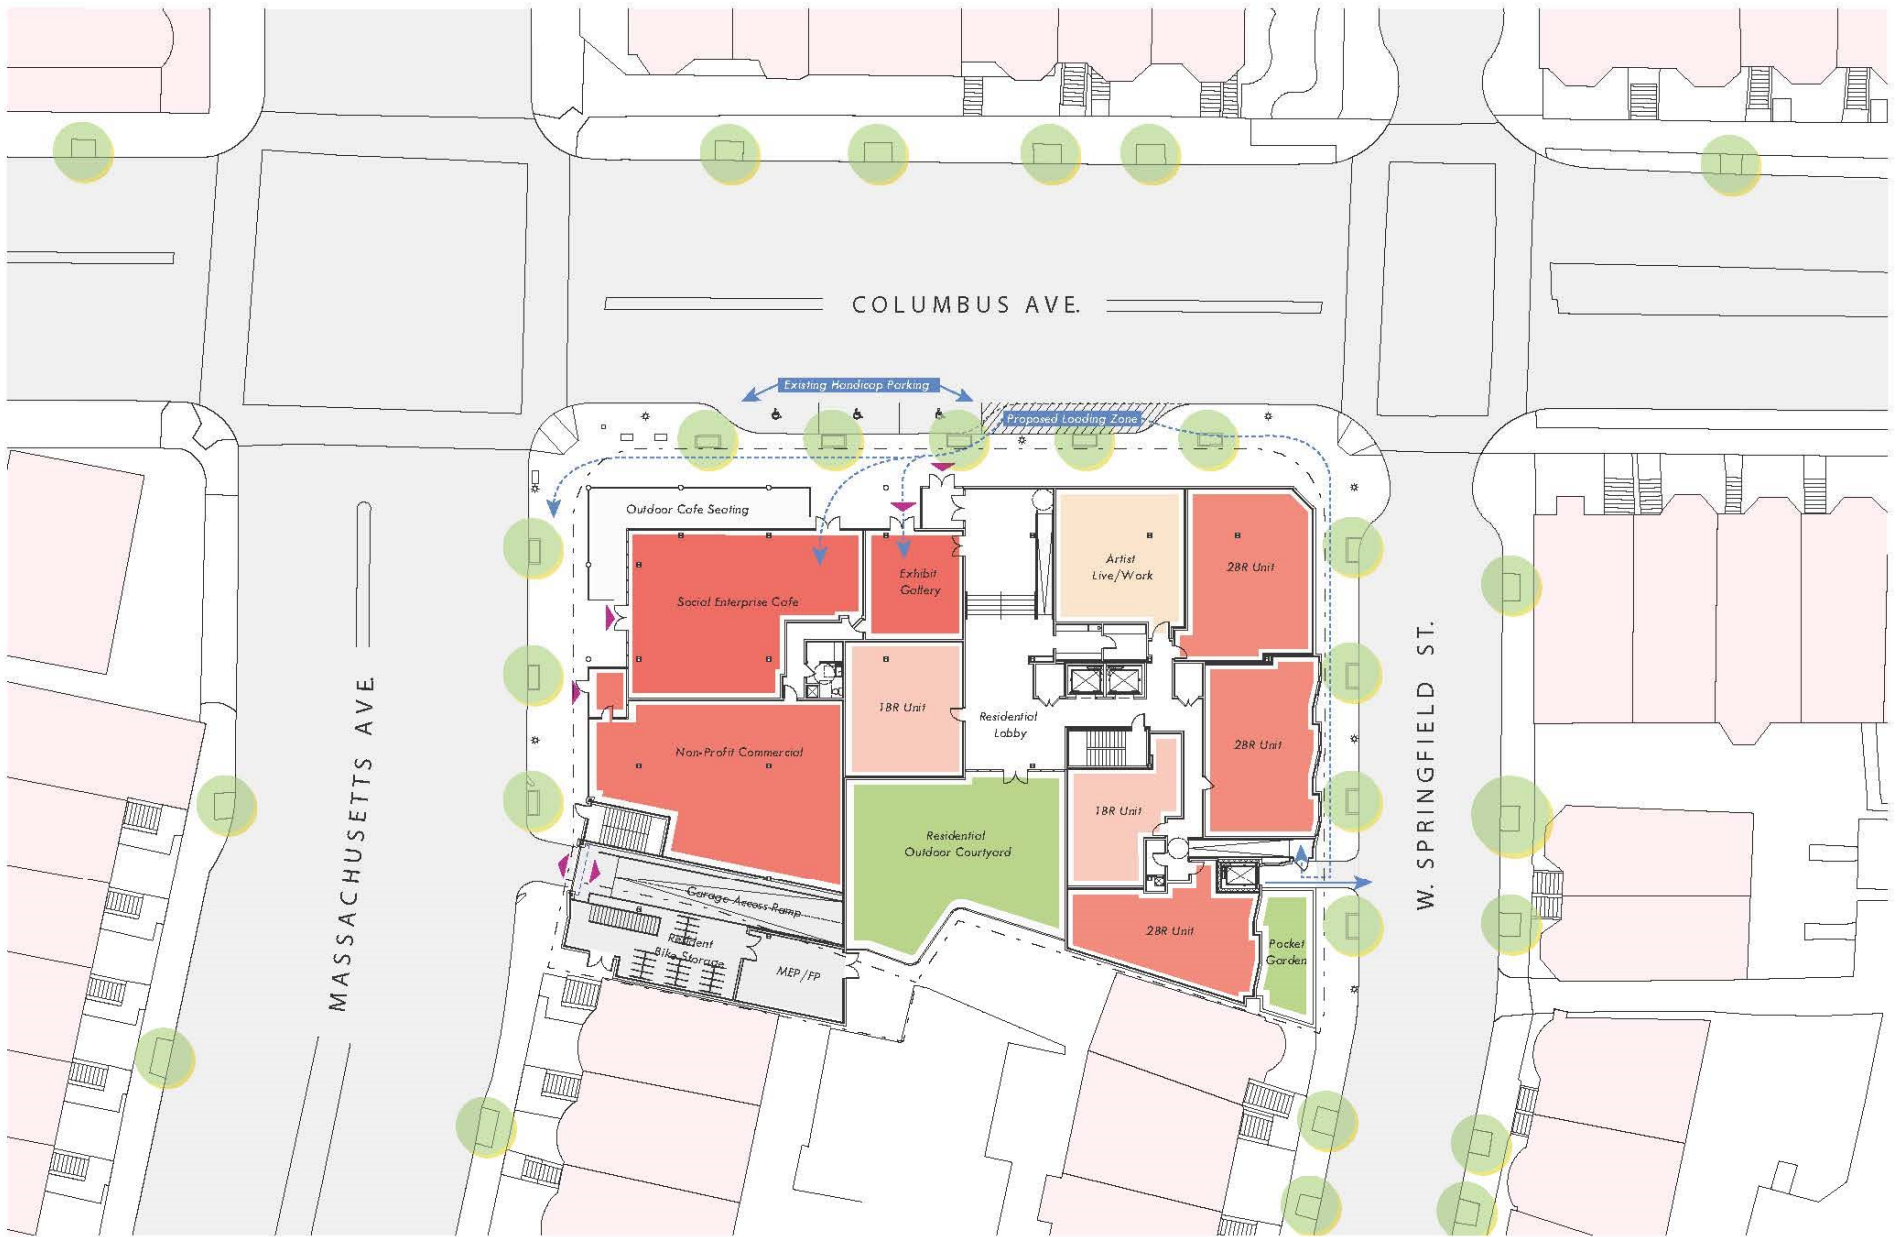 COLUMBUS AVE.
Existing Handicap Parking
Proposed Loading Zone
Outdoor Cafe Seating
Social Enterprise Cafe
Exhibit
Gallery
Artist
Live/Work
2BR Unit
1BR Unit
Residential
Lobby
2BR Unit
Non-Profit Commercial
1BR Unit
Residential
Outdoor Courtyard
Garage Access Ramp
Resident
Bike Storage
MEP/FP
2BR Unit
Pocket
Garden
MASSACHUSETTS AVE.
W. SPRINGFIELD ST.